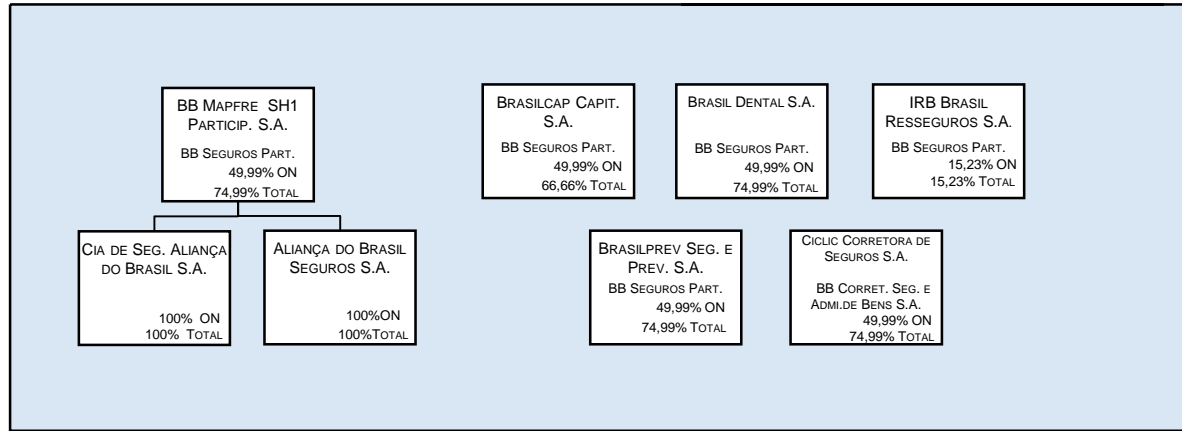 BB MAPFRE SH1
PARTICIP. S.A.
BB SEGUROS PART.
49,99% ON
74,99% TOTAL
BRASILCAP CAPIT.
S.A.
BB SEGUROS PART.
49,99% ON
66,66% TOTAL
BRASIL DENTAL S.A.
BB SEGUROS PART.
49,99% ON
74,99% TOTAL
IRB BRASIL
RESSEGUROS S.A.
BB SEGUROS PART.
15,23% ON
15,23% TOTAL
CIA DE SEG. ALIANÇA
DO BRASIL S.A.
100% ON
100% TOTAL
ALIANÇA DO BRASIL
SEGUROS S.A.
100%ON
100%TOTAL
BRASILPREV SEG. E
PREV. S.A.
BB SEGUROS PART.
49,99% ON
74,99% TOTAL
CICLIC CORRETORA DE
SEGUROS S.A.
BB CORRET. SEG. E
ADMI.DE BENS S.A.
49,99% ON
74,99% TOTAL